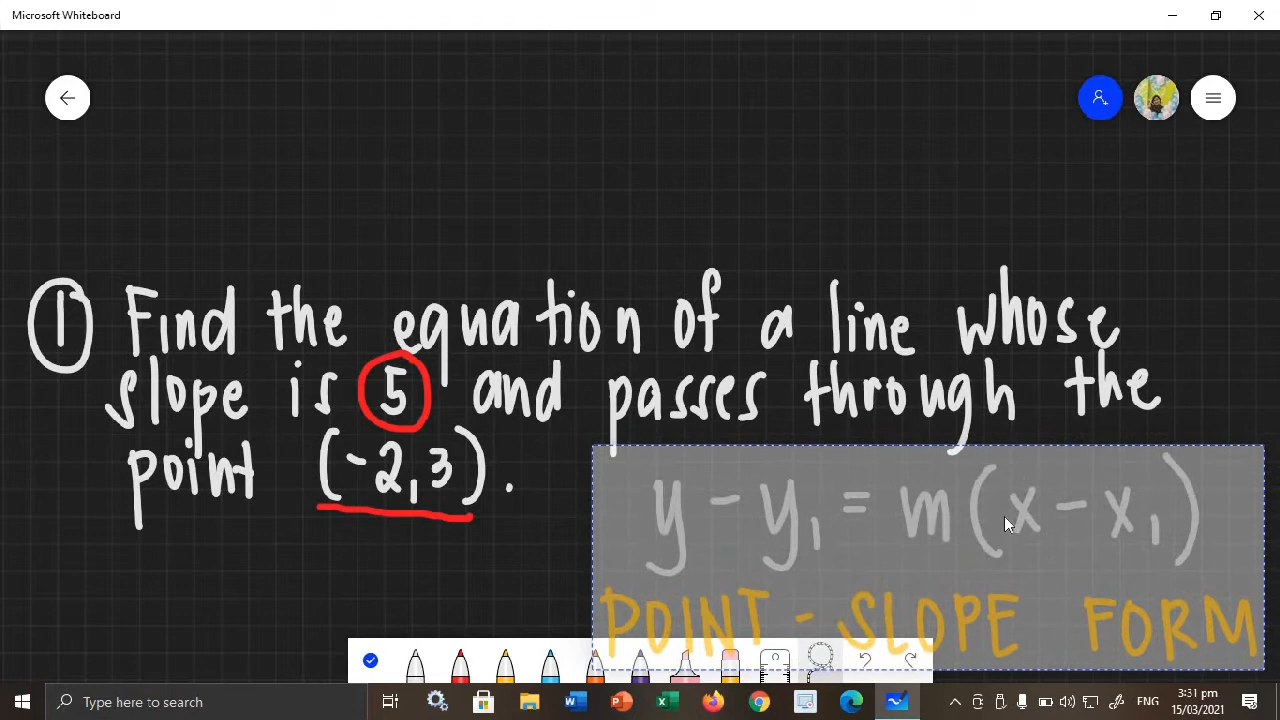 Microsoft Whiteboard
① Find the equation of a line whose
slope is 5 and passes through the
point (-2,3).
y - y₁ = m(x - x₁)
POINT - SLOPE FORM
Type here to search
ENG
3:31 pm
15/03/2021